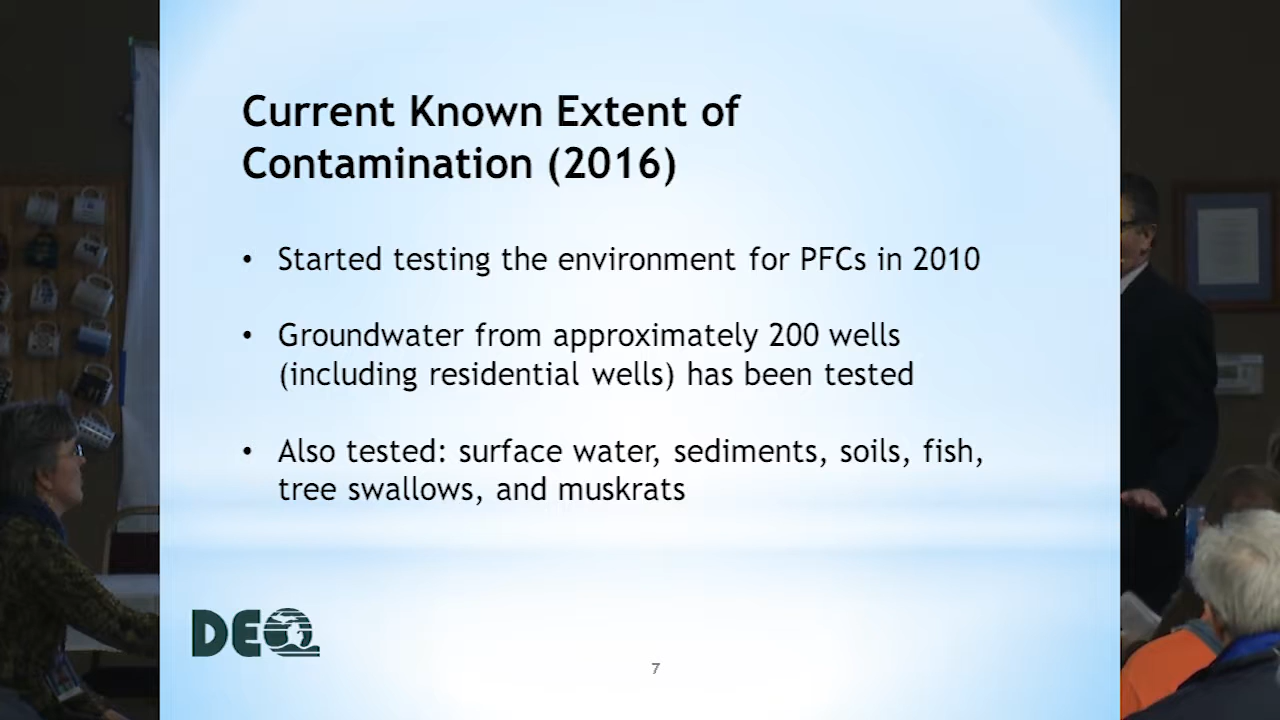 Current Known Extent of
Contamination (2016)
• Started testing the environment for PFCs in 2010
• Groundwater from approximately 200 wells
(including residential wells) has been tested
• Also tested: surface water, sediments, soils, fish,
tree swallows, and muskrats
DEQ
7